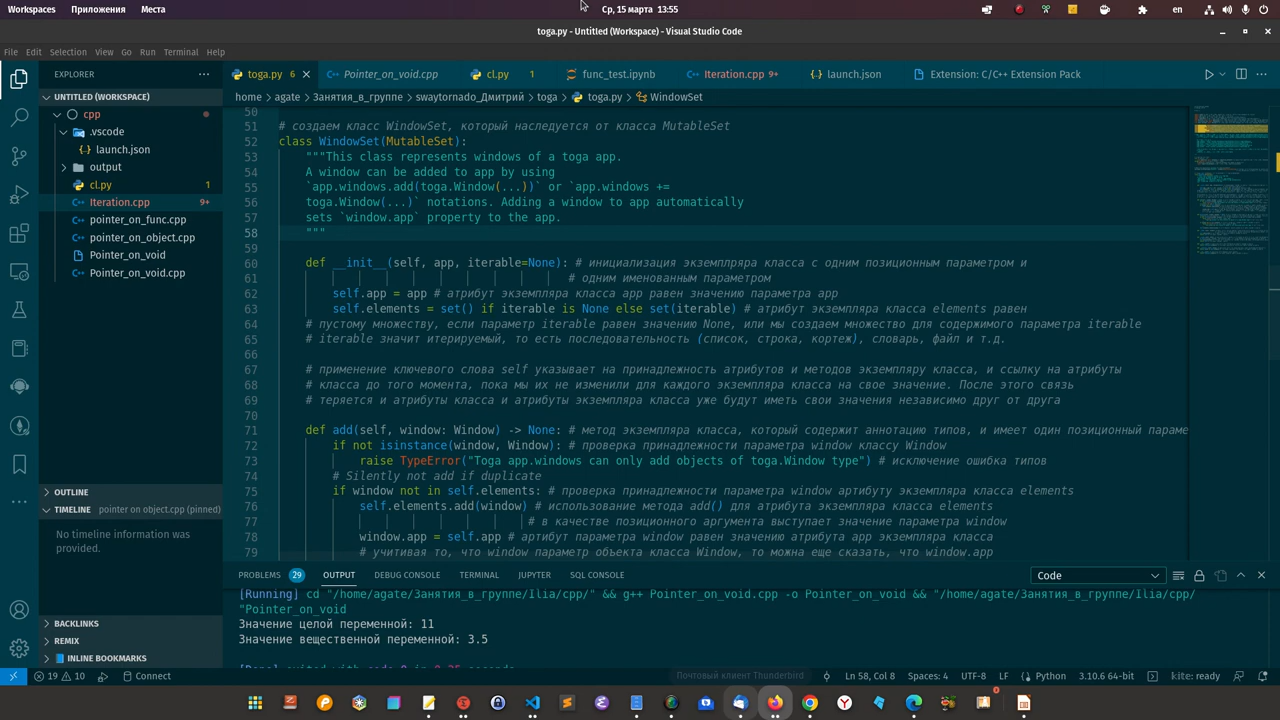 Workspaces Приложения Места Ср, 15 марта 13:55 en
toga.py - Untitled (Workspace) - Visual Studio Code
File Edit Selection View Go Run Terminal Help
EXPLORER
toga.py 6 Pointer_on_void.cpp cl.py 1 func_test.ipynb Iteration.cpp 9+ launch.json Extension: C/C++ Extension Pack
home agate Занятия_в_группе swaytornado_Дмитрий toga toga.py WindowSet
UNTITLED (WORKSPACE)
cpp
.vscode
launch.json
output
cl.py 1
Iteration.cpp 9+
pointer_on_func.cpp
pointer_on_object.cpp
Pointer_on_void
Pointer_on_void.cpp
OUTLINE
TIMELINE pointer on object.cpp (pinned)
No timeline information was
provided.
BACKLINKS
REMIX
INLINE BOOKMARKS
50
51 # создаем класс WindowSet, который наследуется от класса MutableSet
52 class WindowSet(MutableSet):
53 """This class represents windows of a toga app.
54 A window can be added to app by using
55 `app.windows.add(toga.Window(...))` or `app.windows +=
56 toga.Window(...)` notations. Adding a window to app automatically
57 sets `window.app` property to the app.
58 """
59
60 def __init__(self, app, iterable=None): # инициализация экземпляра класса с одним позиционным параметром и
61 # одним именованным параметром
62 self.app = app # атрибут экземпляра класса app равен значению параметра app
63 self.elements = set() if iterable is None else set(iterable) # атрибут экземпляра класса elements равен
64 # пустому множеству, если параметр iterable равен значению None, или мы создаем множество для содержимого параметра iterable
65 # iterable значит итерируемый, то есть последовательность (список, строка, кортеж), словарь, файл и т.д.
66
67 # применение ключевого слова self указывает на принадлежность атрибутов и методов экземпляру класса, и ссылку на атрибуты
68 # класса до того момента, пока мы их не изменили для каждого экземпляра класса на свое значение. После этого связь
69 # теряется и атрибуты класса и атрибуты экземпляра класса уже будут иметь свои значения независимо друг от друга
70
71 def add(self, window: Window) -> None: # метод экземпляра класса, который содержит аннотацию типов, и имеет один позиционный параме
72 if not isinstance(window, Window): # проверка принадлежности параметра window классу Window
73 raise TypeError("Toga app.windows can only add objects of toga.Window type") # исключение ошибка типов
74 # Silently not add if duplicate
75 if window not in self.elements: # проверка принадлежности параметра window артибуту экземпляра класса elements
76 self.elements.add(window) # использование метода add() для атрибута экземпляра класса elements
77 # в качестве позиционного аргумента выступает значение параметра window
78 window.app = self.app # артибут параметра window равен значению атрибута app экземпляра класса
79 # учитивая то, что window параметр объекта класса Window, то можно еще сказать, что window.app
PROBLEMS 29 OUTPUT DEBUG CONSOLE TERMINAL JUPYTER SQL CONSOLE Code
[Running] cd "/home/agate/Занятия_в_группе/Ilia/cpp/" && g++ Pointer_on_void.cpp -o Pointer_on_void && "/home/agate/Занятия_в_группе/Ilia/cpp/
"Pointer_on_void
Значение целой переменной: 11
Значение вещественной переменной: 3.5
[Done] exited with code=0 in 0.25 seconds
19 10 Connect Почтовый клиент Thunderbird Ln 58, Col 8 Spaces: 4 UTF-8 LF Python 3.10.6 64-bit kite: ready